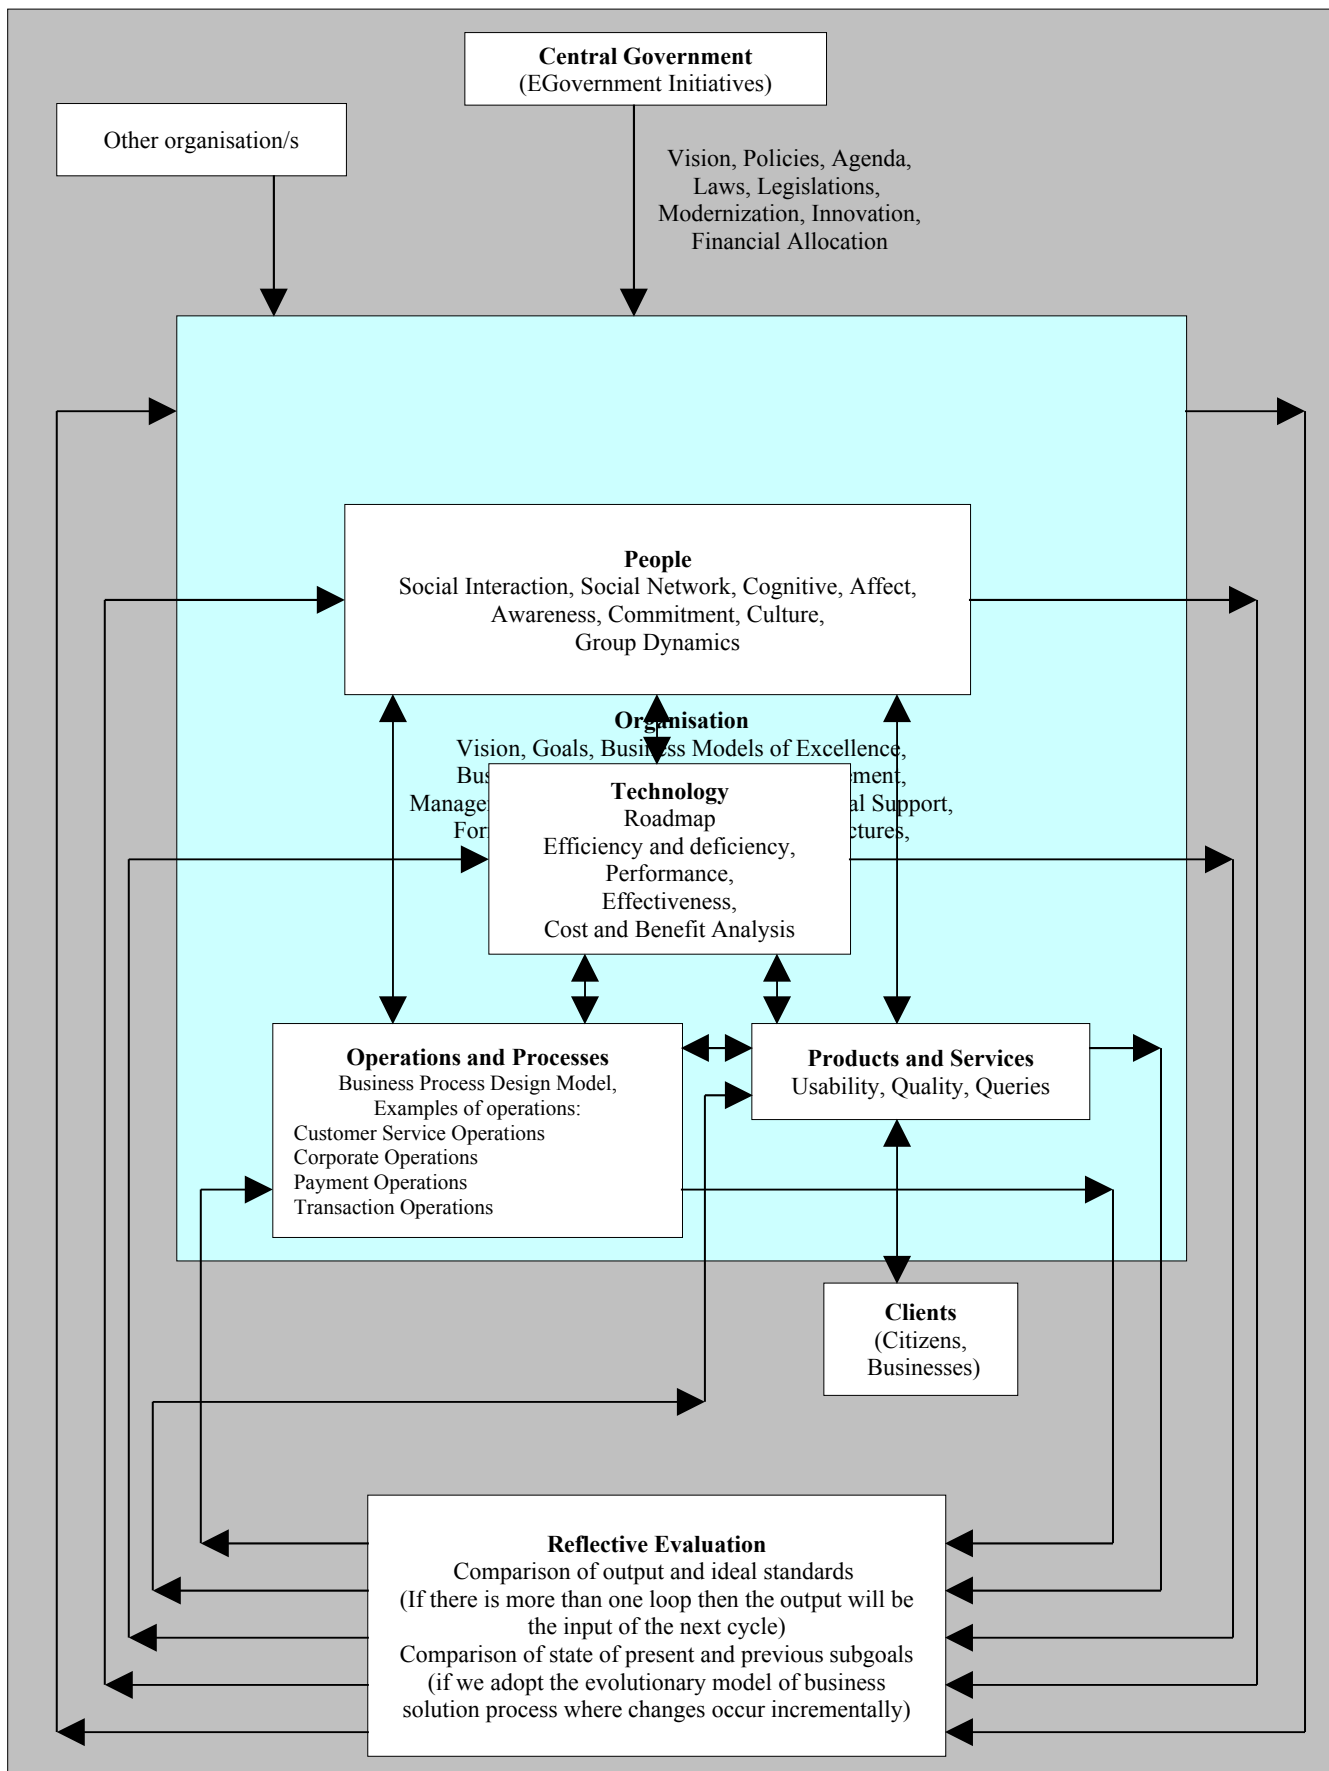 Central Government
(EGovernment Initiatives)
Other organisation/s
Vision, Policies, Agenda,
Laws, Legislations,
Modernization, Innovation,
Financial Allocation
People
Social Interaction, Social Network, Cognitive, Affect,
Awareness, Commitment, Culture,
Group Dynamics
Organisation
Vision, Goals, Business Models of Excellence,
Support,
Technology
Roadmap
Efficiency and deficiency,
Performance,
Effectiveness,
Cost and Benefit Analysis
Operations and Processes
Business Process Design Model,
Examples of operations:
Customer Service Operations
Corporate Operations
Payment Operations
Transaction Operations
Products and Services
Usability, Quality, Queries
Clients
(Citizens,
Businesses)
Reflective Evaluation
Comparison of output and ideal standards
(If there is more than one loop then the output will be
the input of the next cycle)
Comparison of state of present and previous subgoals
(if we adopt the evolutionary model of business
solution process where changes occur incrementally)